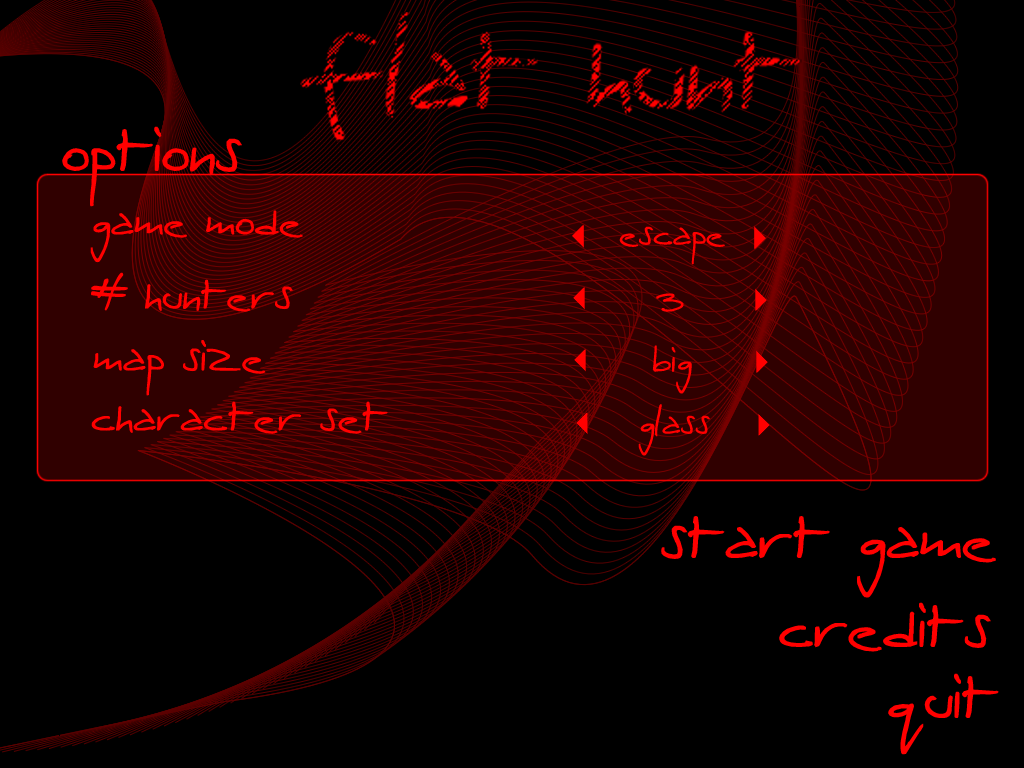 flat hunt
options
game mode escape
# hunters 3
map size big
character set glass
start game
credits
quit